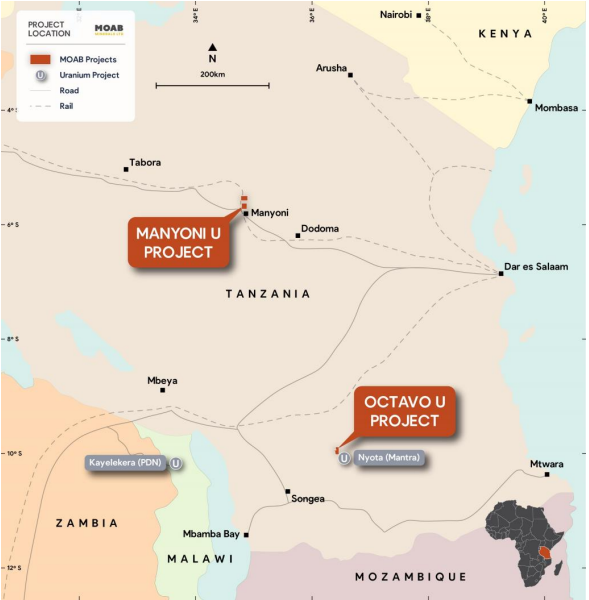 PROJECT
LOCATION
MOAB
MINERALS LTD
MOAB Projects
U Uranium Project
Road
Rail
N
200km
34° E
36° E
38° E
40° E
4° S
6° S
8° S
10° S
12° S
Nairobi
KENYA
Arusha
Mombasa
Tabora
Manyoni
MANYONI U
PROJECT
Dodoma
Dar es Salaam
TANZANIA
Mbeya
OCTAVO U
PROJECT
Kayelekera (PDN) U
U Nyota (Mantra)
Mtwara
Songea
ZAMBIA
Mbamba Bay
MALAWI
MOZAMBIQUE